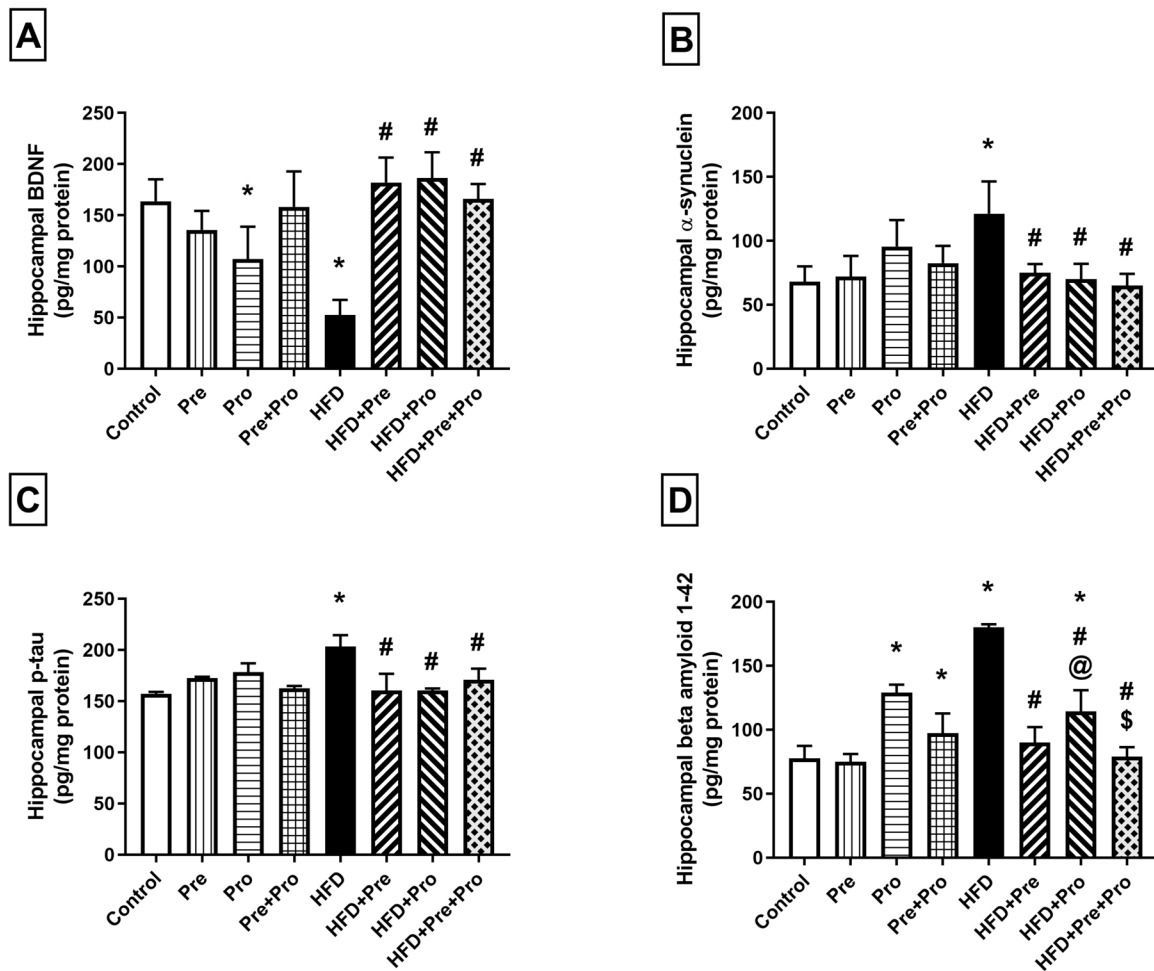 A
Hippocampal BDNF
(pg/mg protein)
250
200
150
100
50
0
*
*
#
#
#
Control
Pre
Pro
Pre+Pro
HFD
HFD+Pre
HFD+Pro
HFD+Pre+Pro
B
Hippocampal α-synuclein
(pg/mg protein)
200
150
100
50
0
*
#
#
#
Control
Pre
Pro
Pre+Pro
HFD
HFD+Pre
HFD+Pro
HFD+Pre+Pro
C
Hippocampal p-tau
(pg/mg protein)
250
200
150
100
50
0
*
#
#
#
Control
Pre
Pro
Pre+Pro
HFD
HFD+Pre
HFD+Pro
HFD+Pre+Pro
D
Hippocampal beta amyloid 1-42
(pg/mg protein)
200
150
100
50
0
*
*
*
#
*
#
@
#
$
Control
Pre
Pro
Pre+Pro
HFD
HFD+Pre
HFD+Pro
HFD+Pre+Pro